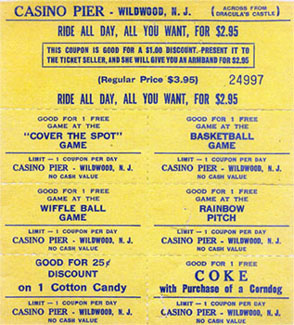 CASINO PIER - WILDWOOD, N. J. (ACROSS FROM DRACULA'S CASTLE)
RIDE ALL DAY, ALL YOU WANT, FOR $2.95
THIS COUPON IS GOOD FOR A $1.00 DISCOUNT. PRESENT IT TO
THE TICKET SELLER, AND SHE WILL GIVE YOU AN ARMBAND FOR $2.95
(Regular Price $3.95) 24997
RIDE ALL DAY, ALL YOU WANT, FOR $2.95
GOOD FOR 1 FREE
GAME AT THE
"COVER THE SPOT"
GAME
LIMIT — 1 COUPON PER DAY
CASINO PIER - WILDWOOD, N. J.
NO CASH VALUE
GOOD FOR 1 FREE
GAME AT THE
BASKETBALL
GAME
LIMIT — 1 COUPON PER DAY
CASINO PIER - WILDWOOD, N. J.
NO CASH VALUE
GOOD FOR 1 FREE
GAME AT THE
WIFFLE BALL
GAME
LIMIT — 1 COUPON PER DAY
CASINO PIER - WILDWOOD, N. J.
NO CASH VALUE
GOOD FOR 1 FREE
GAME AT THE
RAINBOW
PITCH
LIMIT — 1 COUPON PER DAY
CASINO PIER - WILDWOOD, N. J.
NO CASH VALUE
GOOD FOR 25¢
DISCOUNT
on 1 Cotton Candy
LIMIT — 1 COUPON PER DAY
CASINO PIER - WILDWOOD, N. J.
NO CASH VALUE
GOOD FOR 1 FREE
COKE
with Purchase of a Corndog
LIMIT — 1 COUPON PER DAY
CASINO PIER - WILDWOOD, N. J.
NO CASH VALUE